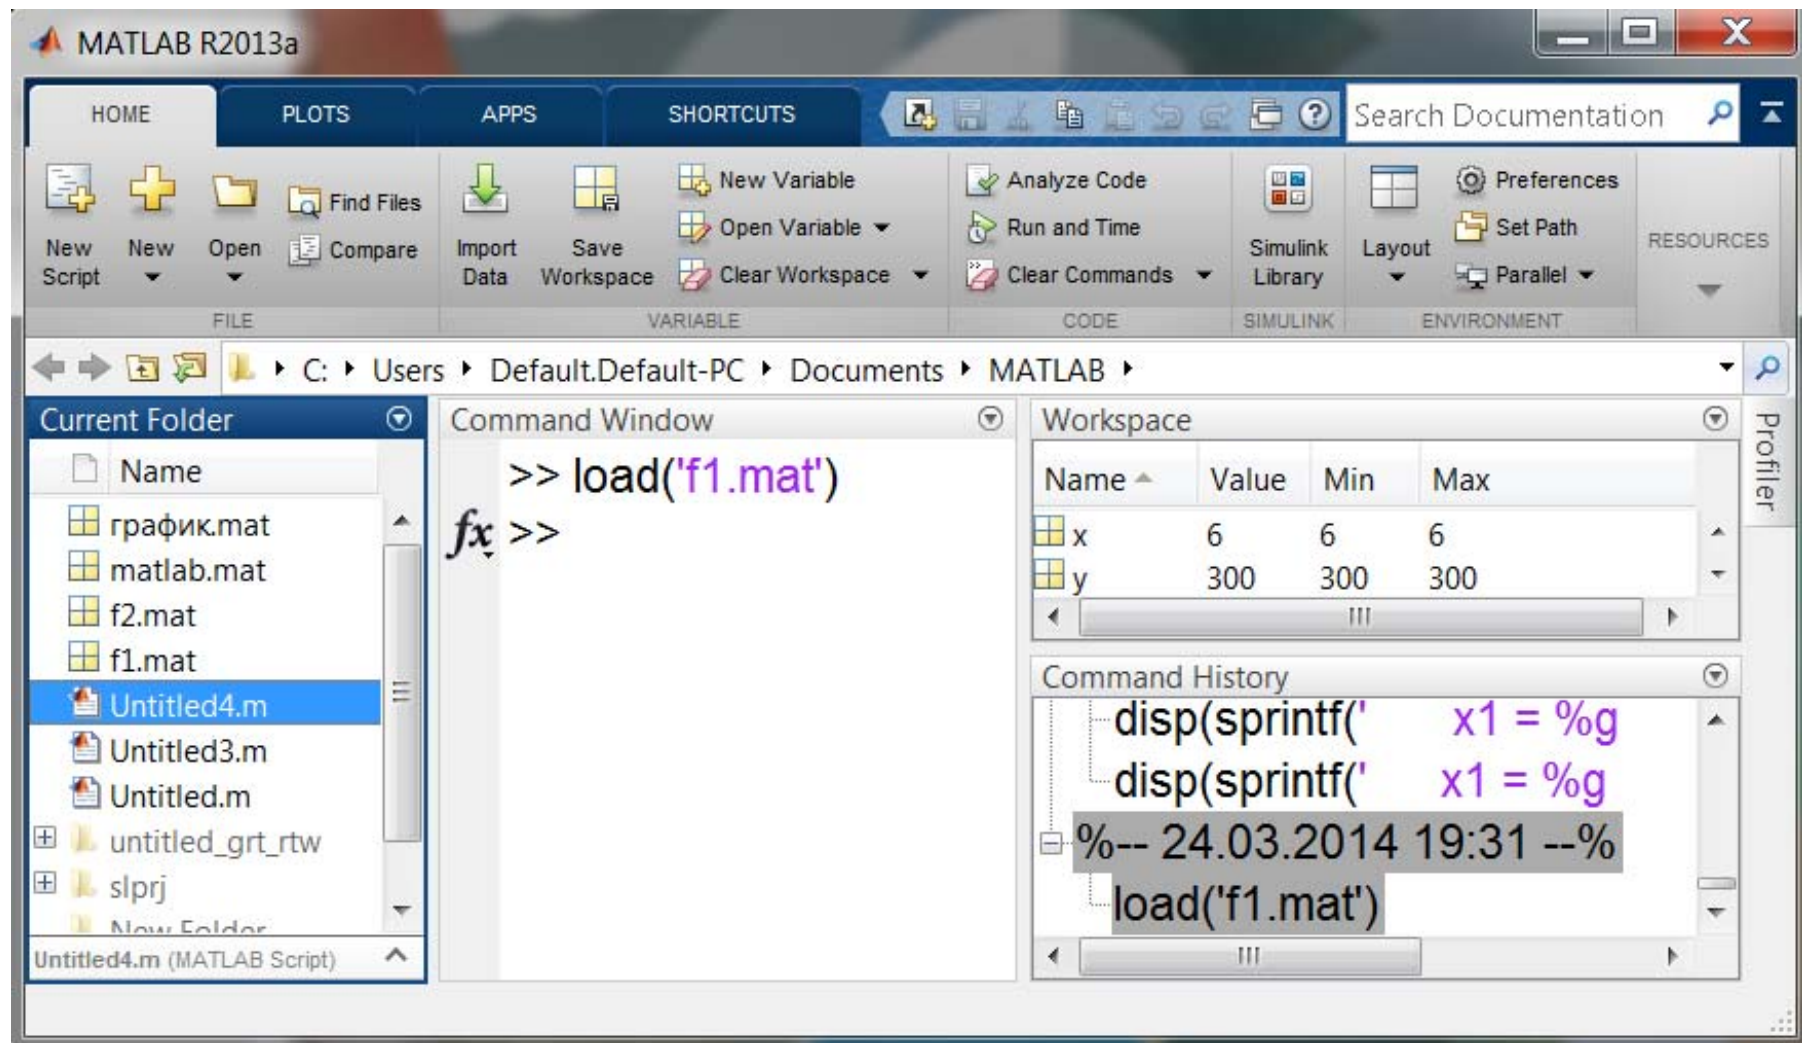 MATLAB R2013a
HOME PLOTS APPS SHORTCUTS Search Documentation
New Script
New
Open
Find Files
Compare
FILE
Import Data
Save Workspace
New Variable
Open Variable
Clear Workspace
VARIABLE
Analyze Code
Run and Time
Clear Commands
CODE
Simulink Library
SIMULINK
Layout
Preferences
Set Path
Parallel
ENVIRONMENT
RESOURCES
C: Users Default.Default-PC Documents MATLAB
Current Folder
Name
график.mat
matlab.mat
f2.mat
f1.mat
Untitled4.m
Untitled3.m
Untitled.m
untitled_grt_rtw
slprj
New Folder
Untitled4.m (MATLAB Script)
Command Window
>> load('f1.mat')
fx >>
Workspace
Name Value Min Max
x 6 6 6
y 300 300 300
Command History
disp(sprintf(' x1 = %g
disp(sprintf(' x1 = %g
%-- 24.03.2014 19:31 --%
load('f1.mat')
Profiler